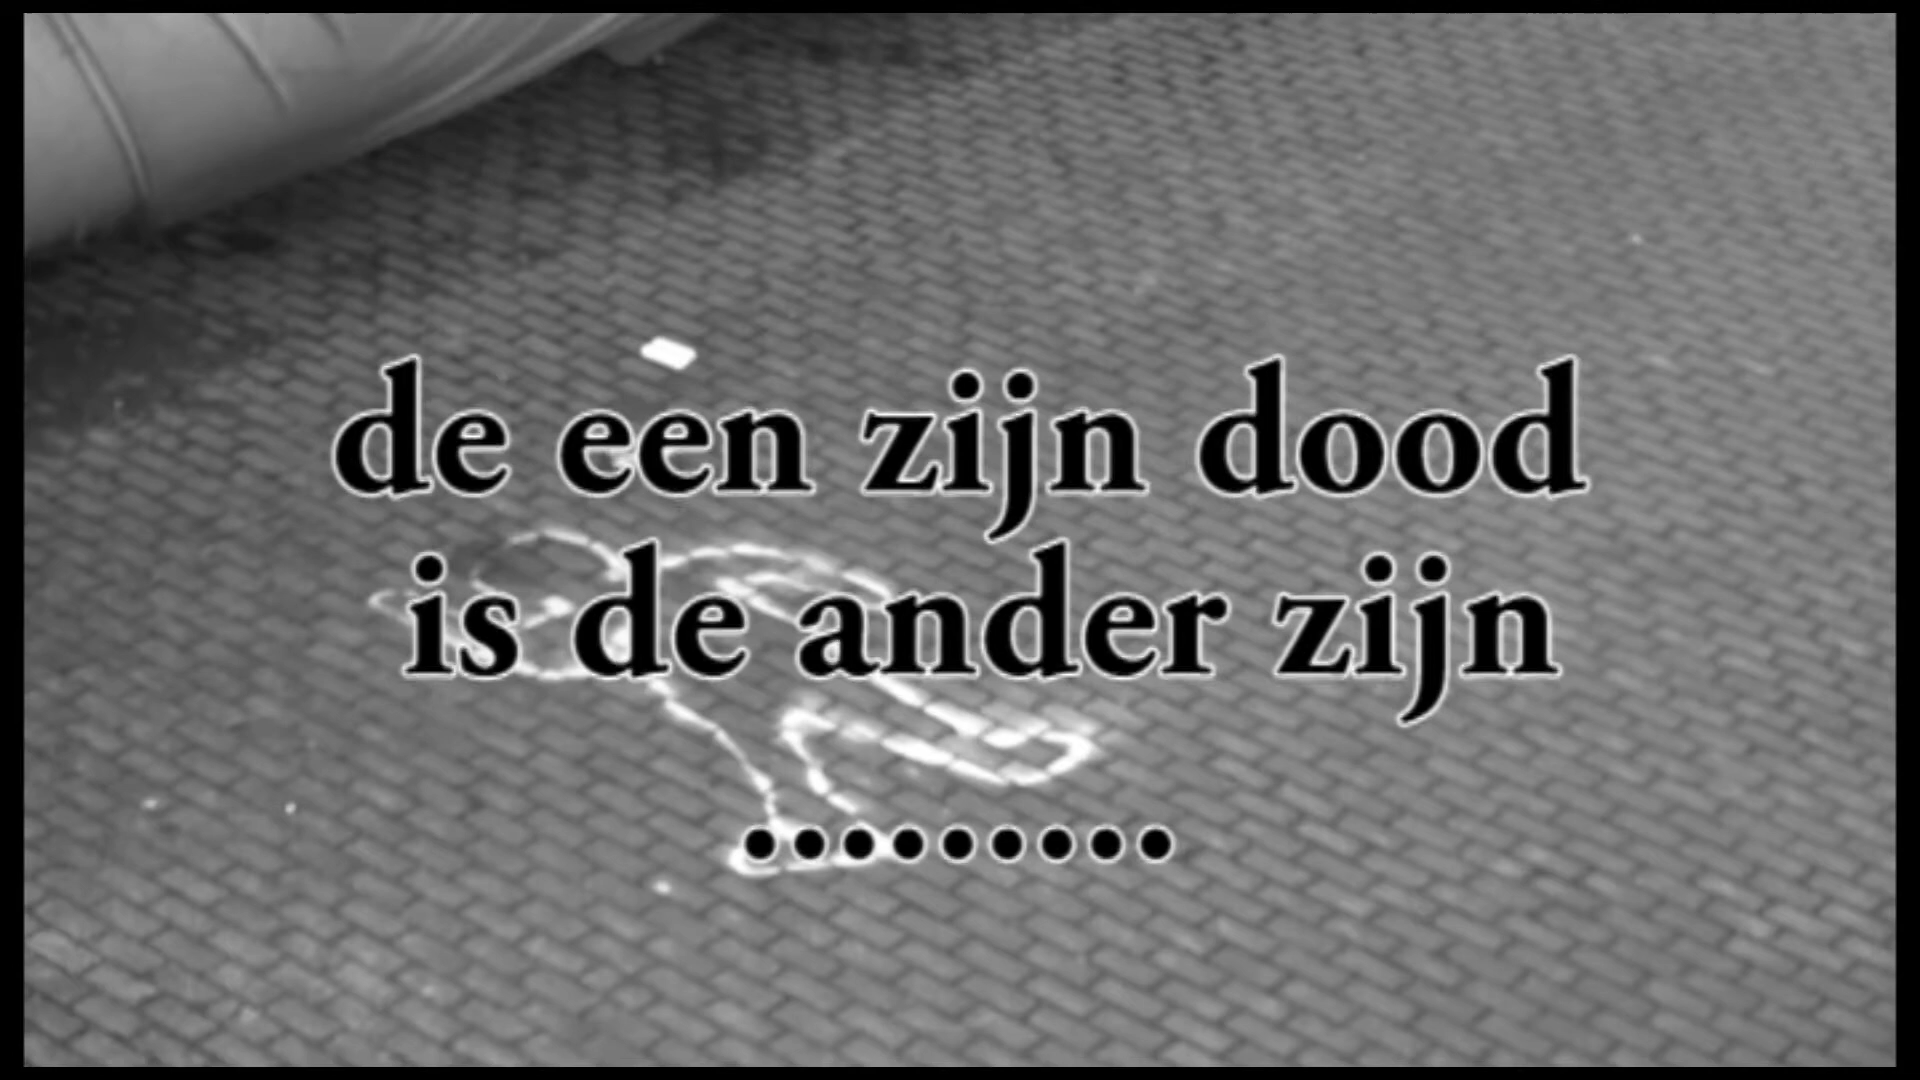 de een zijn dood
is de ander zijn
.........